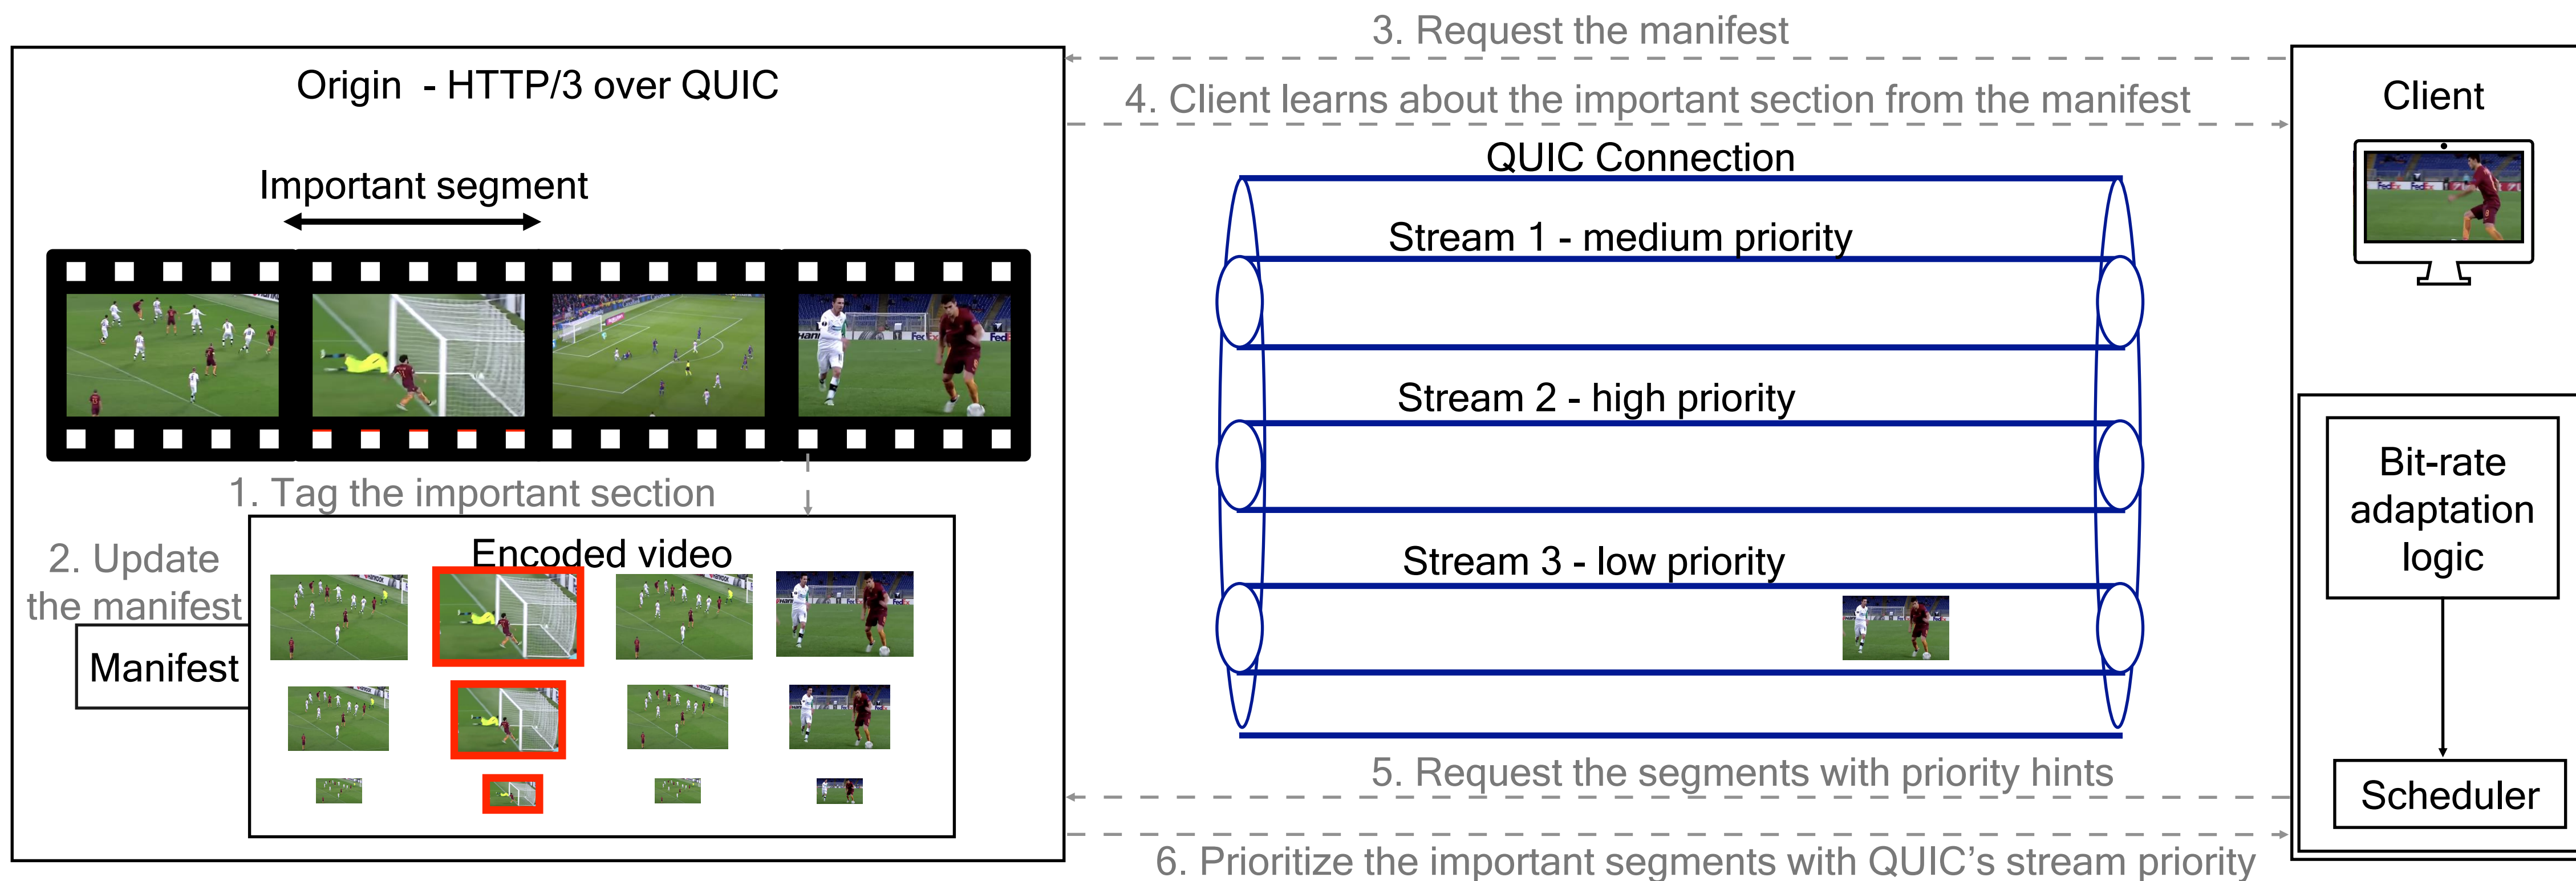 3. Request the manifest
Origin - HTTP/3 over QUIC
4. Client learns about the important section from the manifest
Client
QUIC Connection
Important segment
Stream 1 - medium priority
FedEx
Stream 2 - high priority
1. Tag the important section
Bit-rate
adaptation
logic
2. Update
the manifest
Encoded video
Stream 3 - low priority
Manifest
5. Request the segments with priority hints
Scheduler
6. Prioritize the important segments with QUIC's stream priority